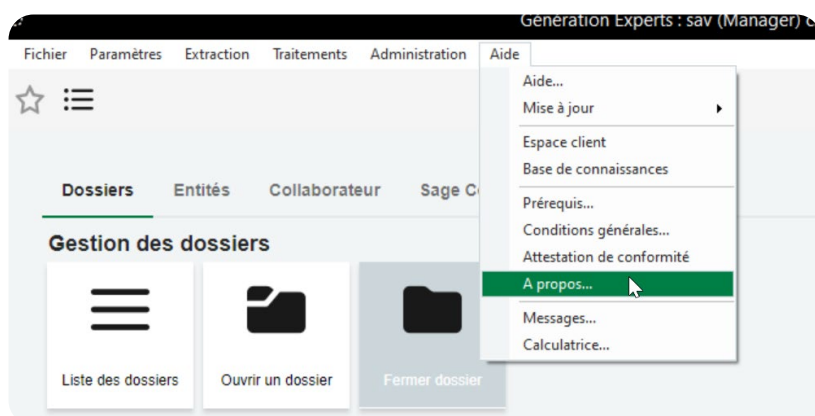 Génération Experts : sav (Manager)
Fichier Paramètres Extraction Traitements Administration Aide
Aide...
Mise à jour
Espace client
Base de connaissances
Dossiers Entités Collaborateur Sage
Prérequis...
Conditions générales...
Gestion des dossiers
Attestation de conformité
A propos...
Messages...
Calculatrice...
Liste des dossiers Ouvrir un dossier Fermer dossier